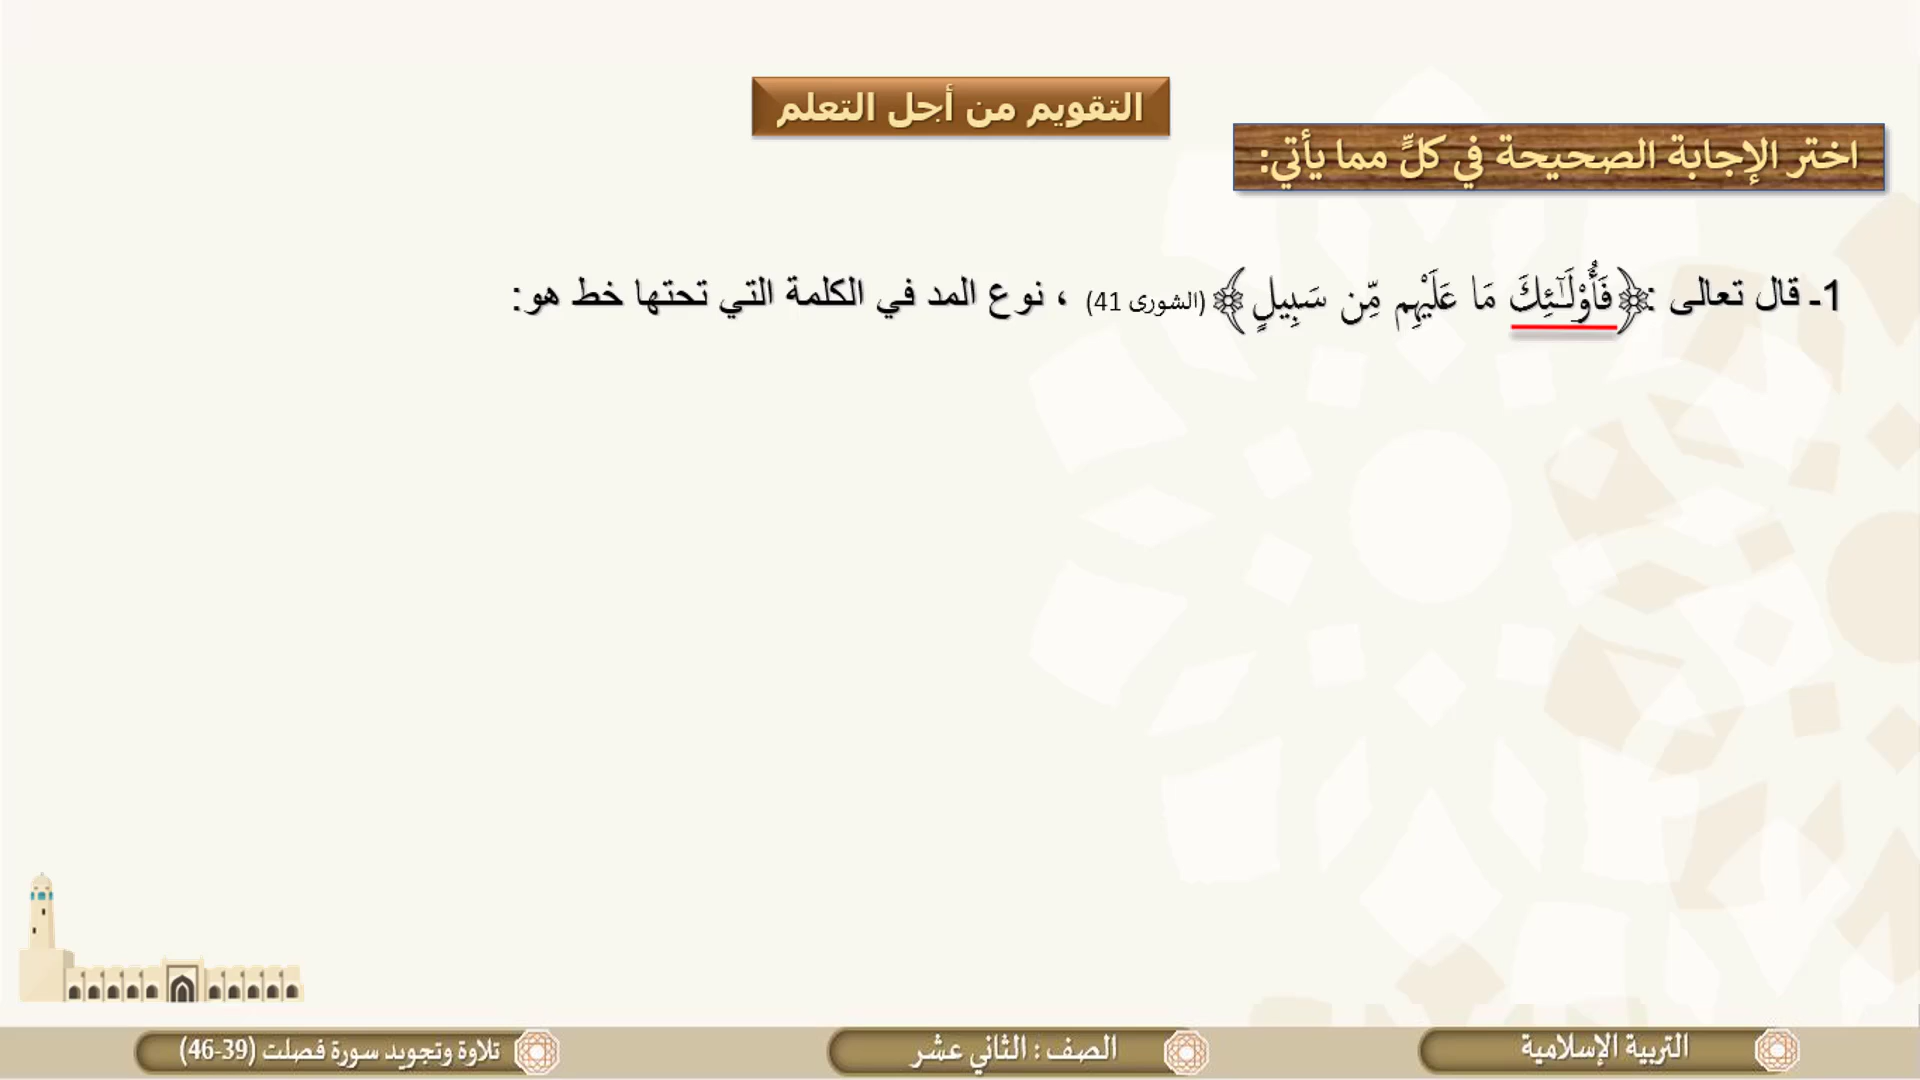 التقويم من أجل التعلم
اختر الإجابة الصحيحة في كلٍّ مما يأتي:
1ـ قال تعالى :﴿فَأُوْلَـٰٓئِكَ مَا عَلَيْهِم مِّن سَبِيلٍ﴾ (الشورى 41) ، نوع المد في الكلمة التي تحتها خط هو:
التربية الإسلامية
الصف : الثاني عشر
تلاوة وتجويد سورة فصلت (39-46)